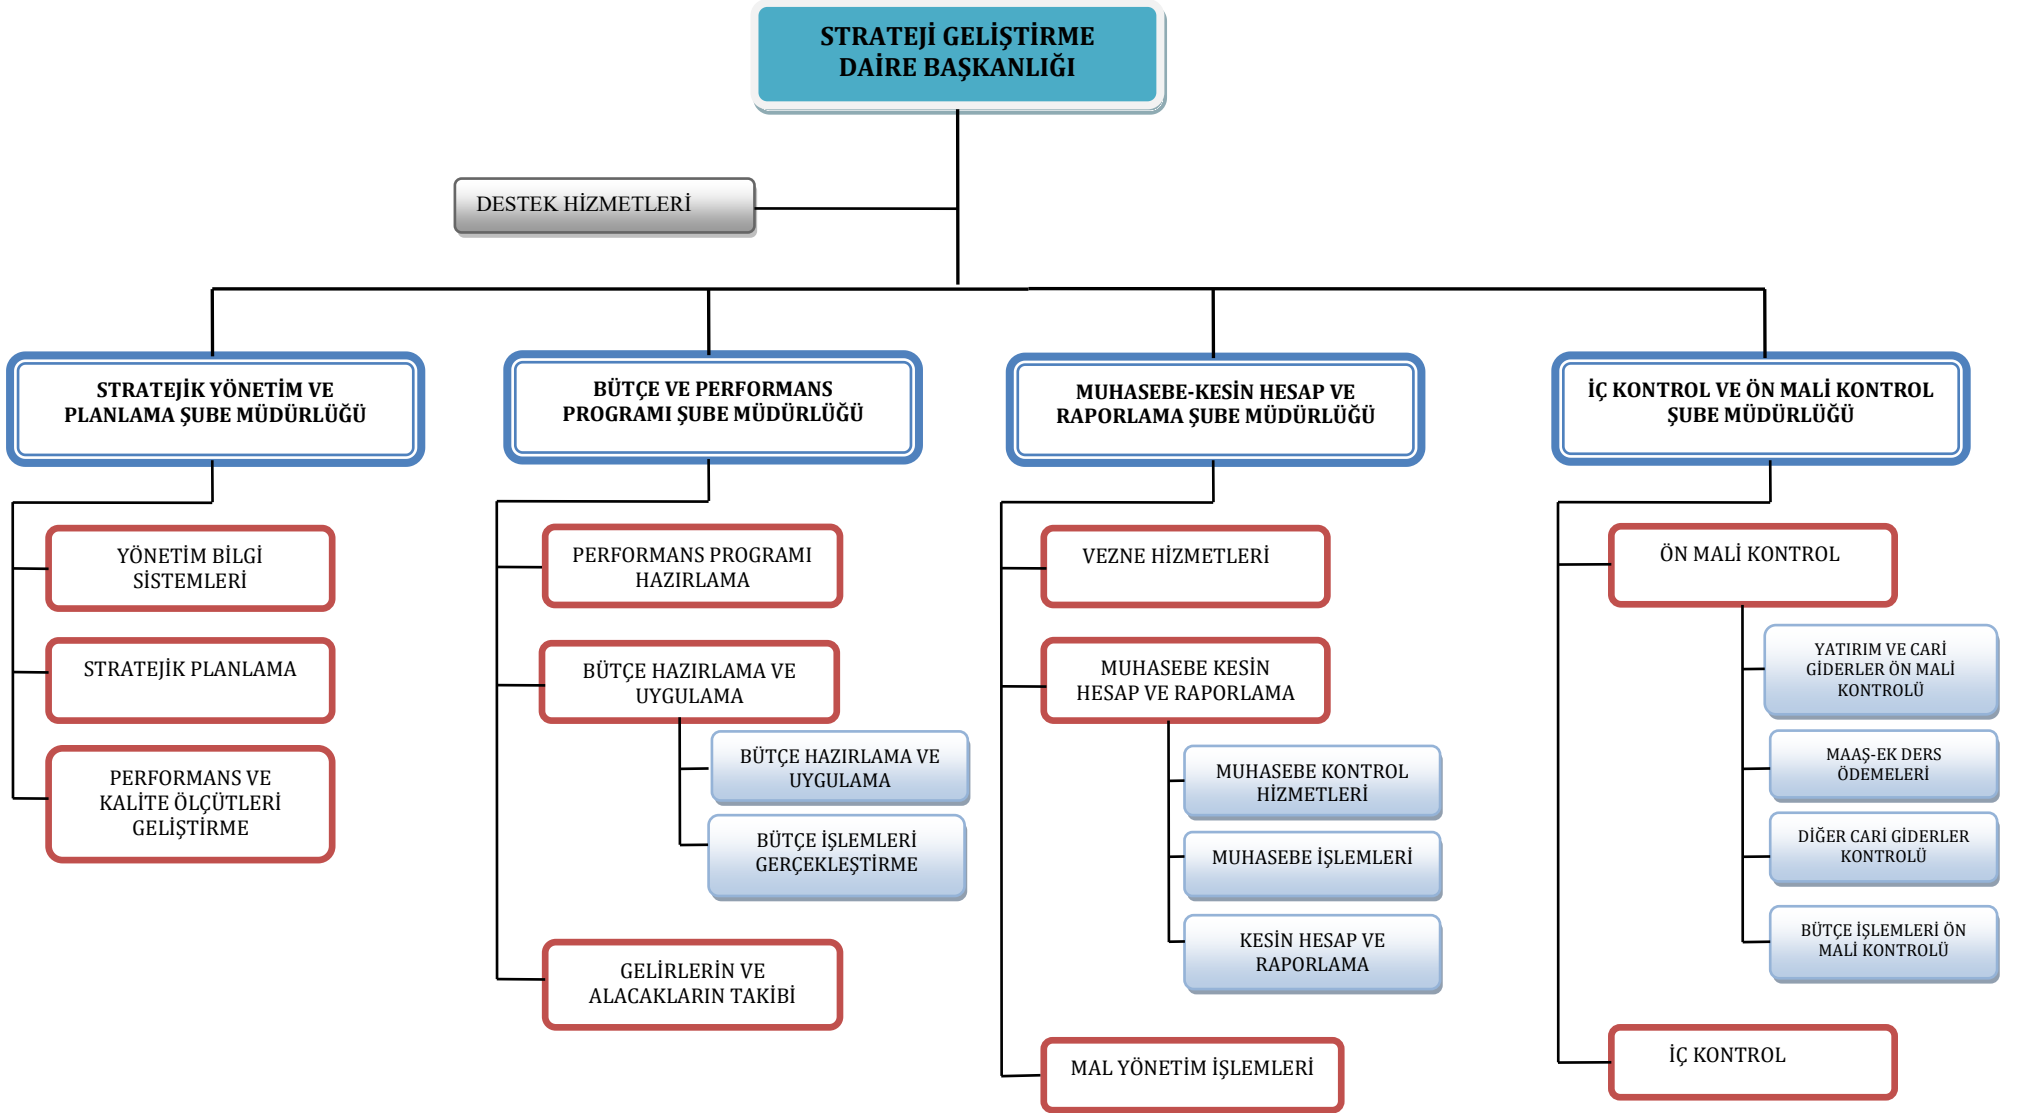 STRATEJİ GELİŞTİRME
DAİRE BAŞKANLIĞI
DESTEK HİZMETLERİ
STRATEJİK YÖNETİM VE
PLANLAMA ŞUBE MÜDÜRLÜĞÜ
YÖNETİM BİLGİ
SİSTEMLERİ
STRATEJİK PLANLAMA
PERFORMANS VE
KALİTE ÖLÇÜTLERİ
GELİŞTİRME
BÜTÇE VE PERFORMANS
PROGRAMI ŞUBE MÜDÜRLÜĞÜ
PERFORMANS PROGRAMI
HAZIRLAMA
BÜTÇE HAZIRLAMA VE
UYGULAMA
BÜTÇE HAZIRLAMA VE
UYGULAMA
BÜTÇE İŞLEMLERİ
GERÇEKLEŞTİRME
GELİRLERİN VE
ALACAKLARIN TAKİBİ
MUHASEBE-KESİN HESAP VE
RAPORLAMA ŞUBE MÜDÜRLÜĞÜ
VEZNE HİZMETLERİ
MUHASEBE KESİN
HESAP VE RAPORLAMA
MUHASEBE KONTROL
HİZMETLERİ
MUHASEBE İŞLEMLERİ
KESİN HESAP VE
RAPORLAMA
MAL YÖNETİM İŞLEMLERİ
İÇ KONTROL VE ÖN MALİ KONTROL
ŞUBE MÜDÜRLÜĞÜ
ÖN MALİ KONTROL
YATIRIM VE CARİ
GİDERLER ÖN MALİ
KONTROLÜ
MAAŞ-EK DERS
ÖDEMELERİ
DİĞER CARİ GİDERLER
KONTROLÜ
BÜTÇE İŞLEMLERİ ÖN
MALİ KONTROLÜ
İÇ KONTROL